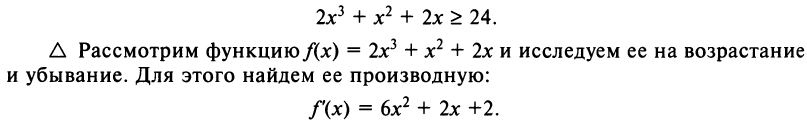 2x³ + x² + 2x ≥ 24.
△ Рассмотрим функцию f(x) = 2x³ + x² + 2x и исследуем ее на возрастание
и убывание. Для этого найдем ее производную:
f′(x) = 6x² + 2x +2.